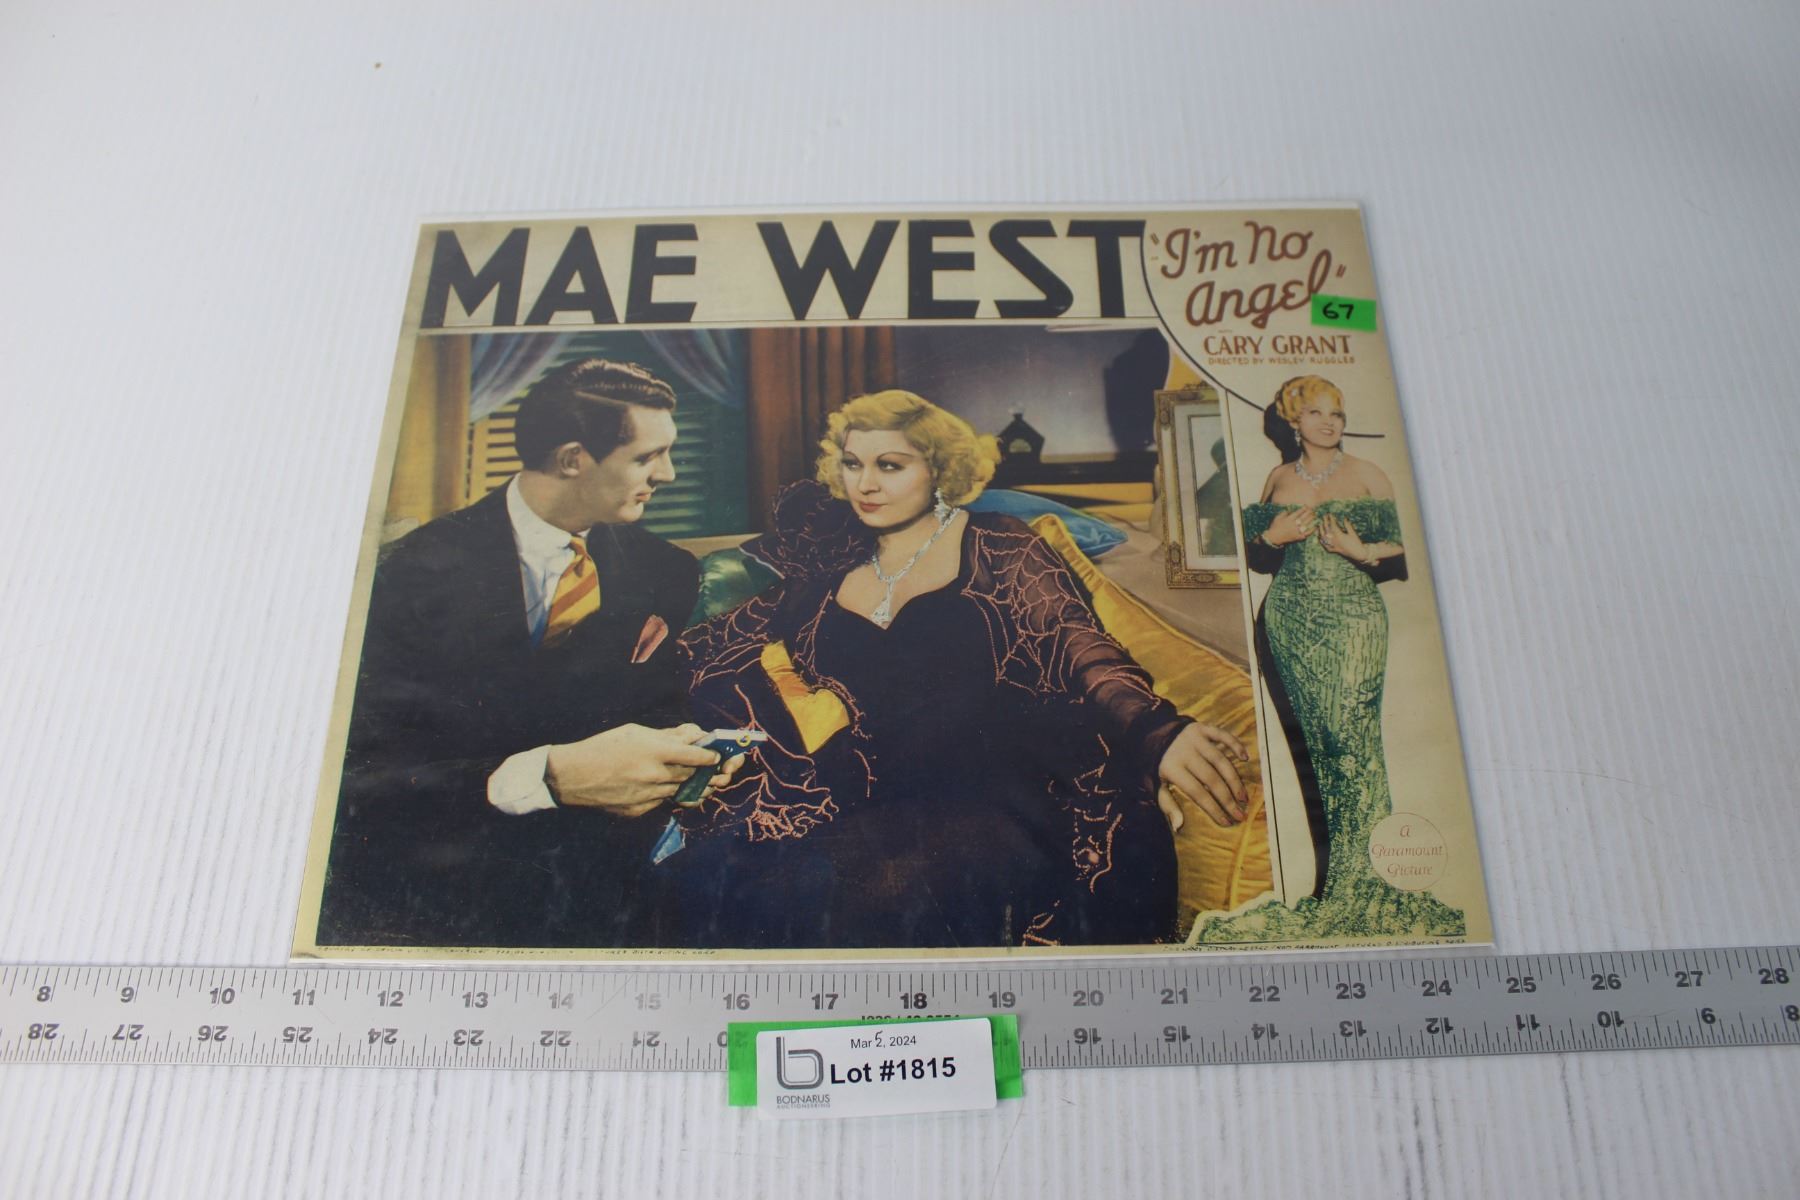 MAE WEST
"I'm No
Angel"
67
CARY GRANT
DIRECTED BY WESLEY RUGGLES
a
Paramount
Picture
8 9 10 11 12 13 14 15 16 17 18 19 20 21 22 23 24 25 26 27 28
28 27 26 25 24 23 22 21 16 15 14 13 12 11 10 9 8
Mar 5, 2024
Lot #1815
BODNARUS
AUCTIONEERING